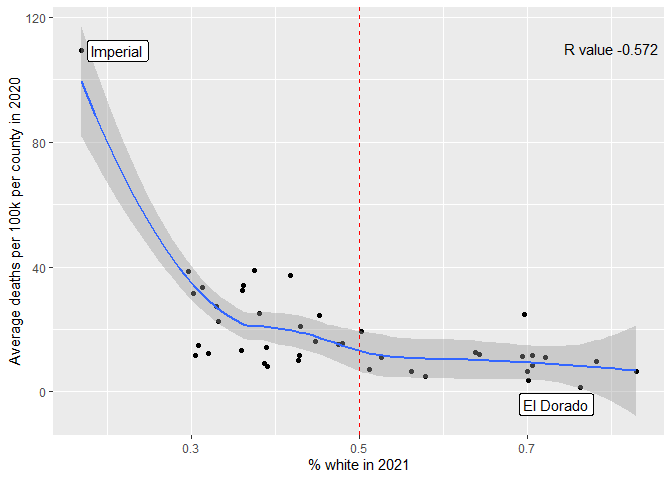 120
Imperial
R value -0.572
80
Average deaths per 100k per county in 2020
40
0
El Dorado
0.3
0.5
0.7
% white in 2021